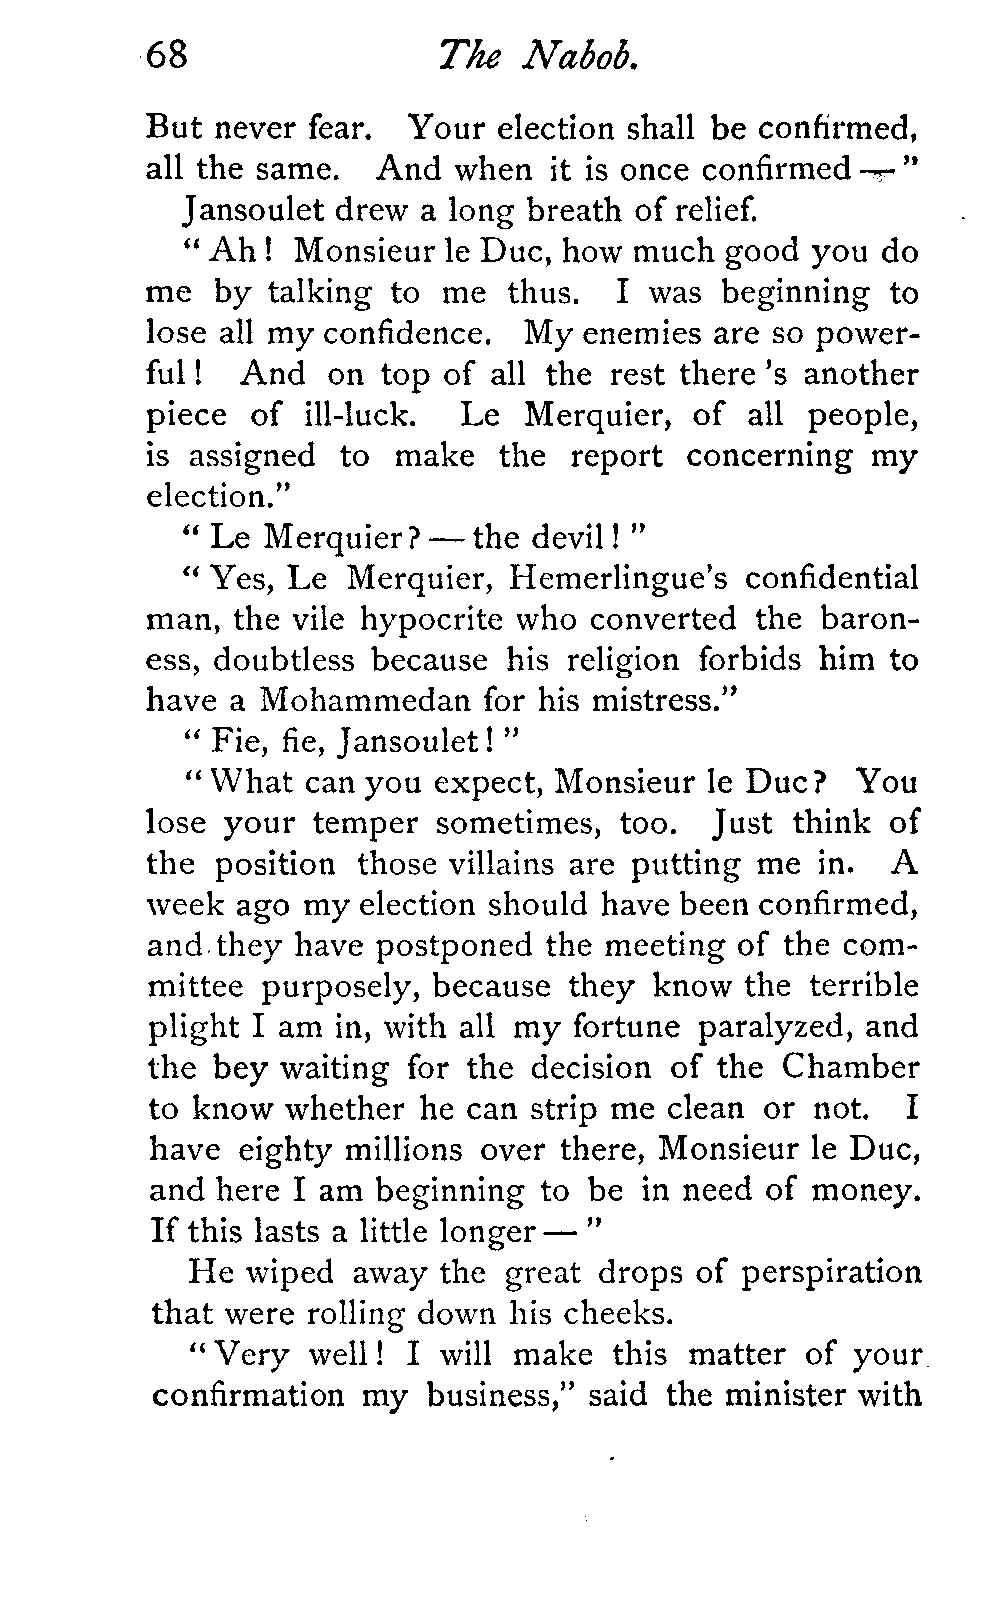 68 The Nabob.
But never fear. Your election shall be confirmed,
all the same. And when it is once confirmed — "
Jansoulet drew a long breath of relief.
" Ah ! Monsieur le Duc, how much good you do
me by talking to me thus. I was beginning to
lose all my confidence. My enemies are so power-
ful ! And on top of all the rest there 's another
piece of ill-luck. Le Merquier, of all people,
is assigned to make the report concerning my
election."
" Le Merquier ? — the devil ! "
" Yes, Le Merquier, Hemerlingue's confidential
man, the vile hypocrite who converted the baron-
ess, doubtless because his religion forbids him to
have a Mohammedan for his mistress."
" Fie, fie, Jansoulet ! "
" What can you expect, Monsieur le Duc ? You
lose your temper sometimes, too. Just think of
the position those villains are putting me in. A
week ago my election should have been confirmed,
and they have postponed the meeting of the com-
mittee purposely, because they know the terrible
plight I am in, with all my fortune paralyzed, and
the bey waiting for the decision of the Chamber
to know whether he can strip me clean or not. I
have eighty millions over there, Monsieur le Duc,
and here I am beginning to be in need of money.
If this lasts a little longer — "
He wiped away the great drops of perspiration
that were rolling down his cheeks.
" Very well ! I will make this matter of your
confirmation my business," said the minister with